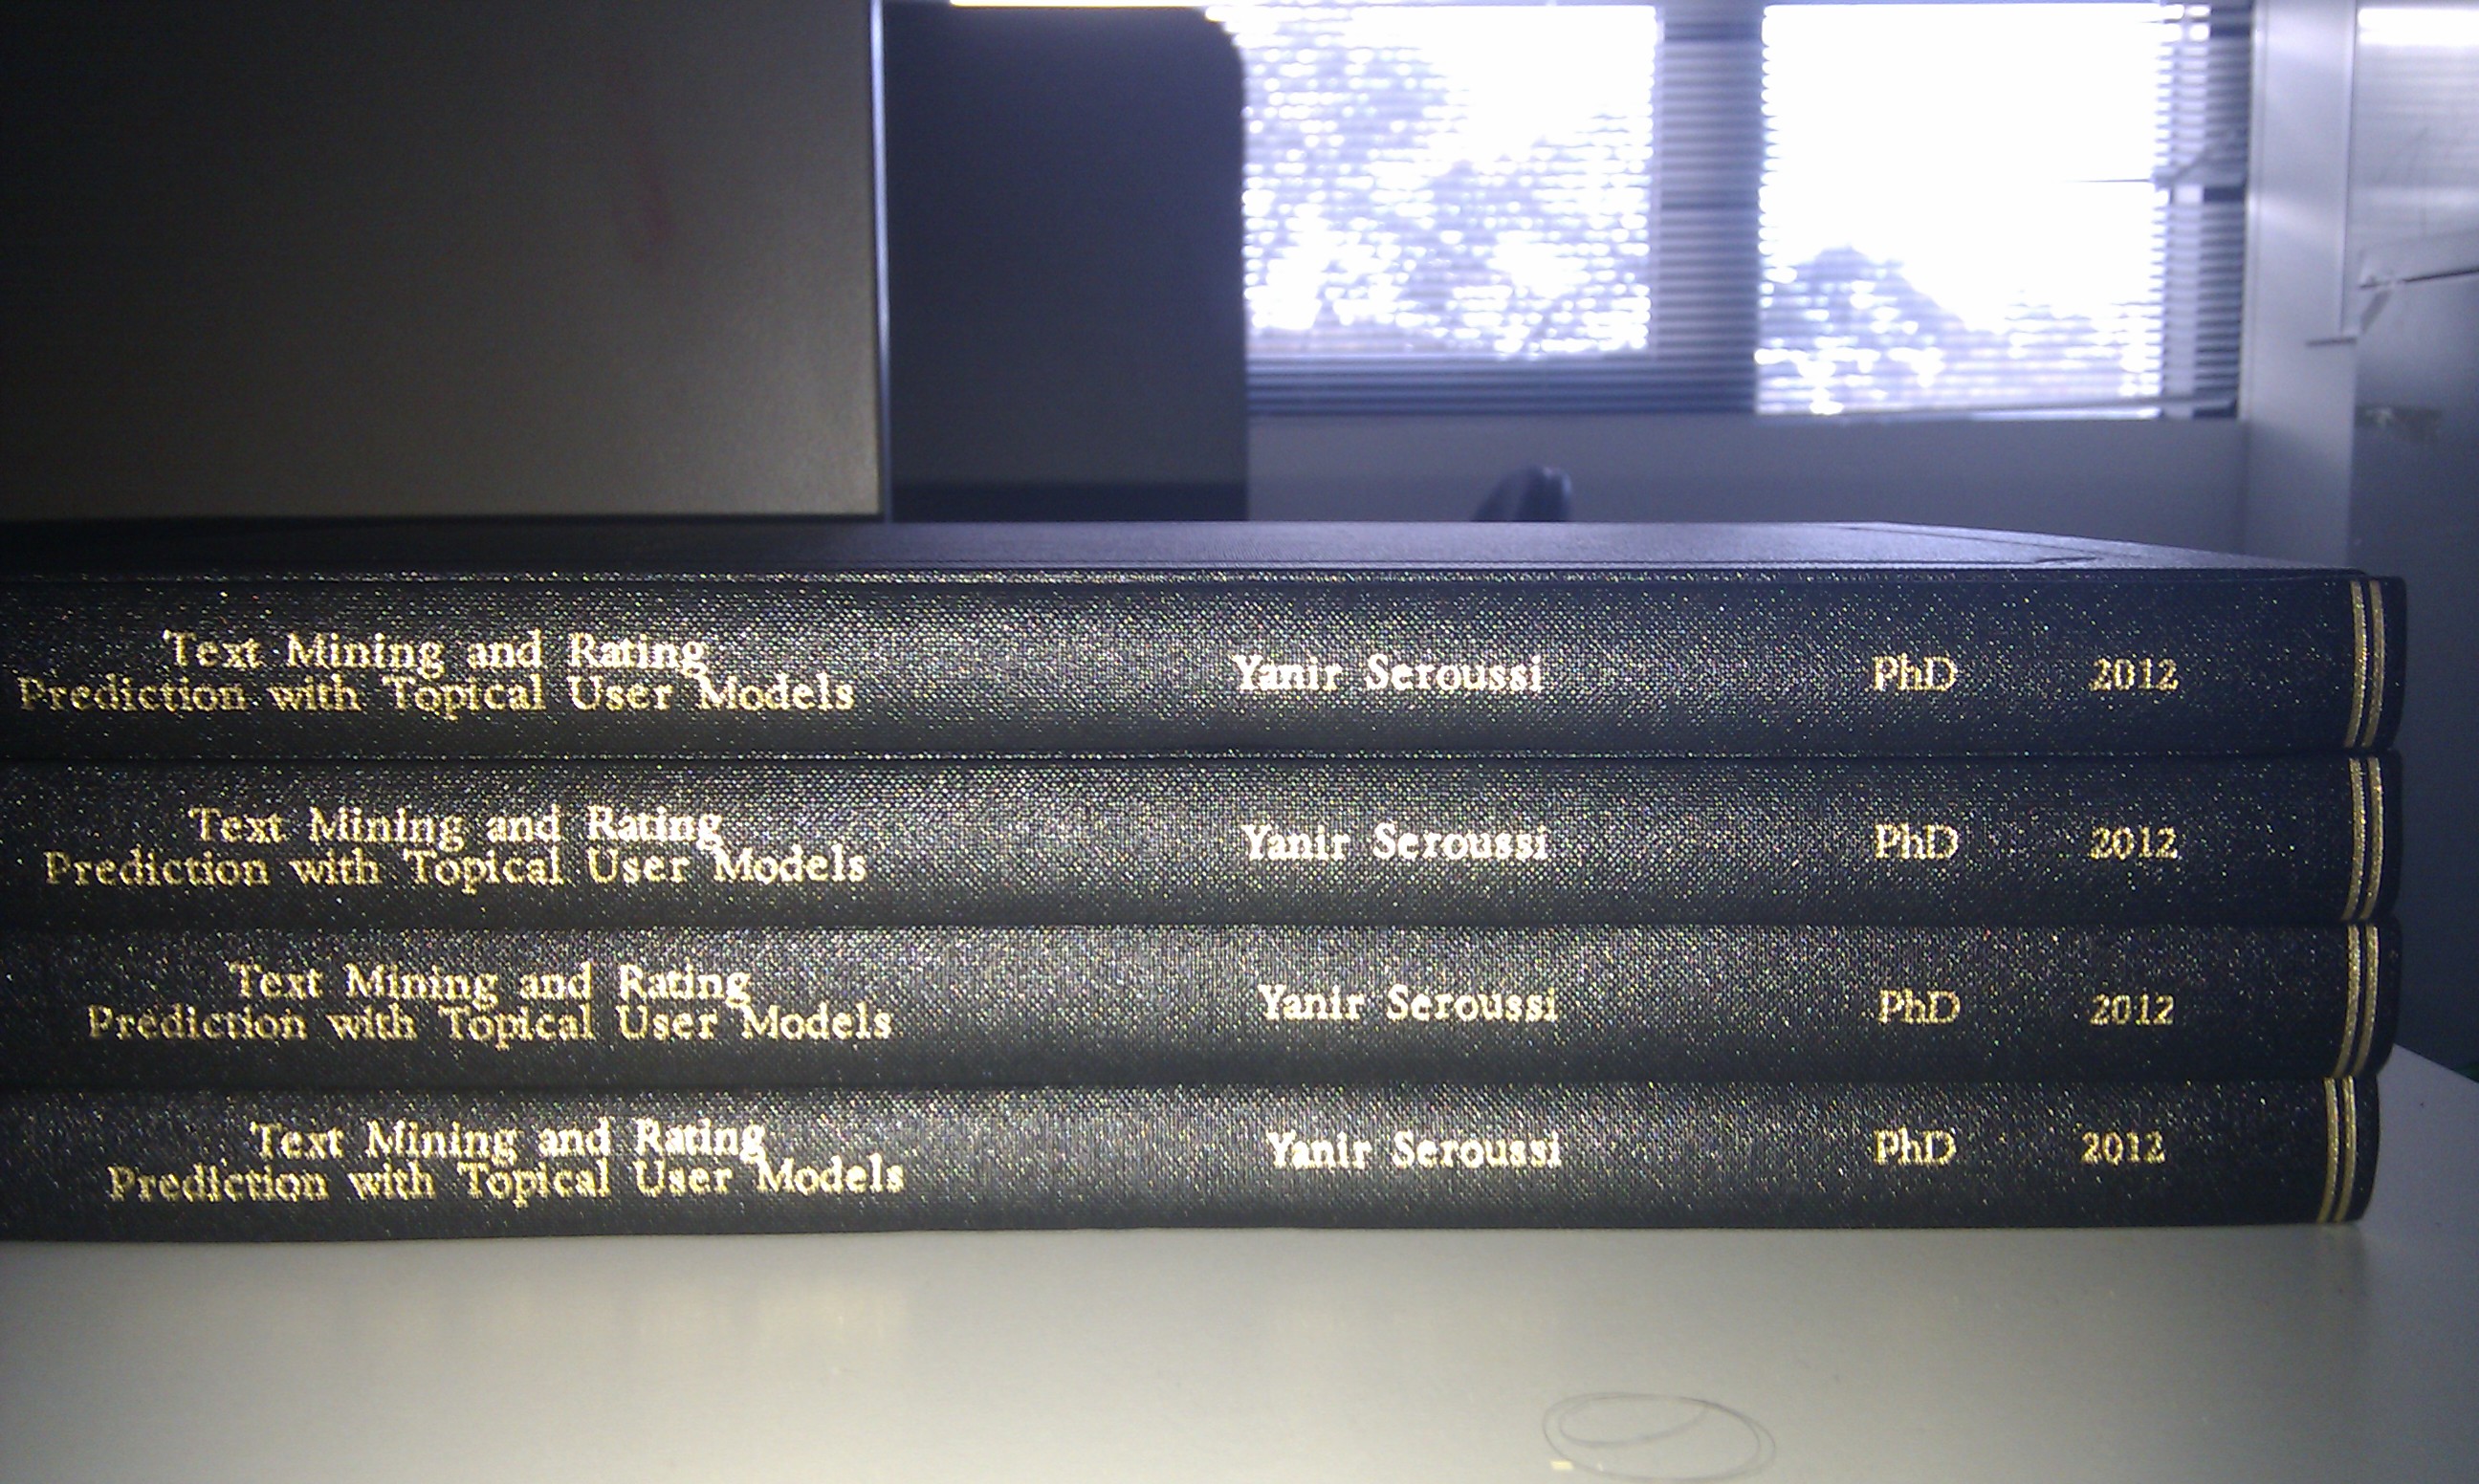 Text Mining and Rating
Prediction with Topical User Models
Yanir Seroussi
PhD
2012
Text Mining and Rating
Prediction with Topical User Models
Yanir Seroussi
PhD
2012
Text Mining and Rating
Prediction with Topical User Models
Yanir Seroussi
PhD
2012
Text Mining and Rating
Prediction with Topical User Models
Yanir Seroussi
PhD
2012